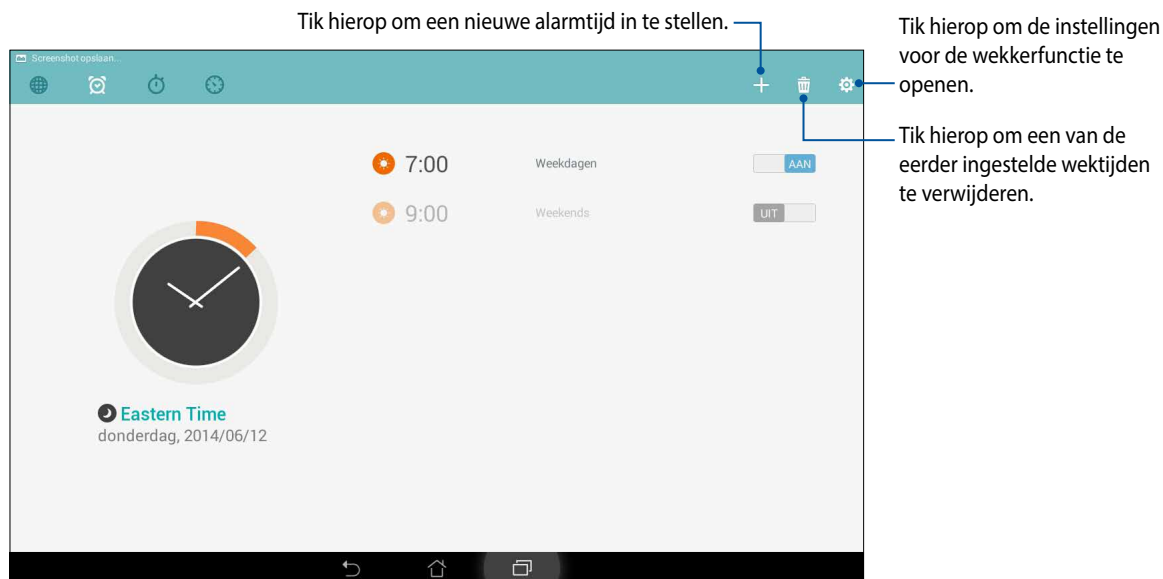 Tik hierop om een nieuwe alarmtijd in te stellen.
Tik hierop om de instellingen
voor de wekkerfunctie te
openen.
Tik hierop om een van de
eerder ingestelde wektijden
te verwijderen.
Screenshot opslaan...
7:00 Weekdagen AAN
9:00 Weekends UIT
Eastern Time
donderdag, 2014/06/12